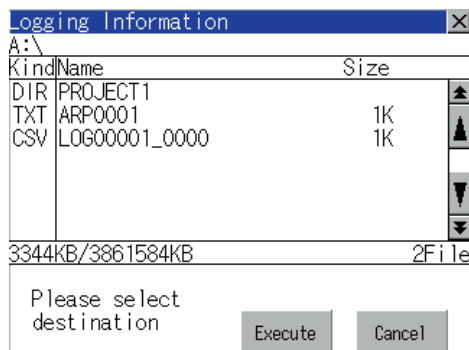 Logging Information
A:\
Kind Name Size
DIR PROJECT1
TXT ARP0001 1K
CSV LOG00001_0000 1K
3344KB/3861584KB 2File
Please select
destination
Execute Cancel